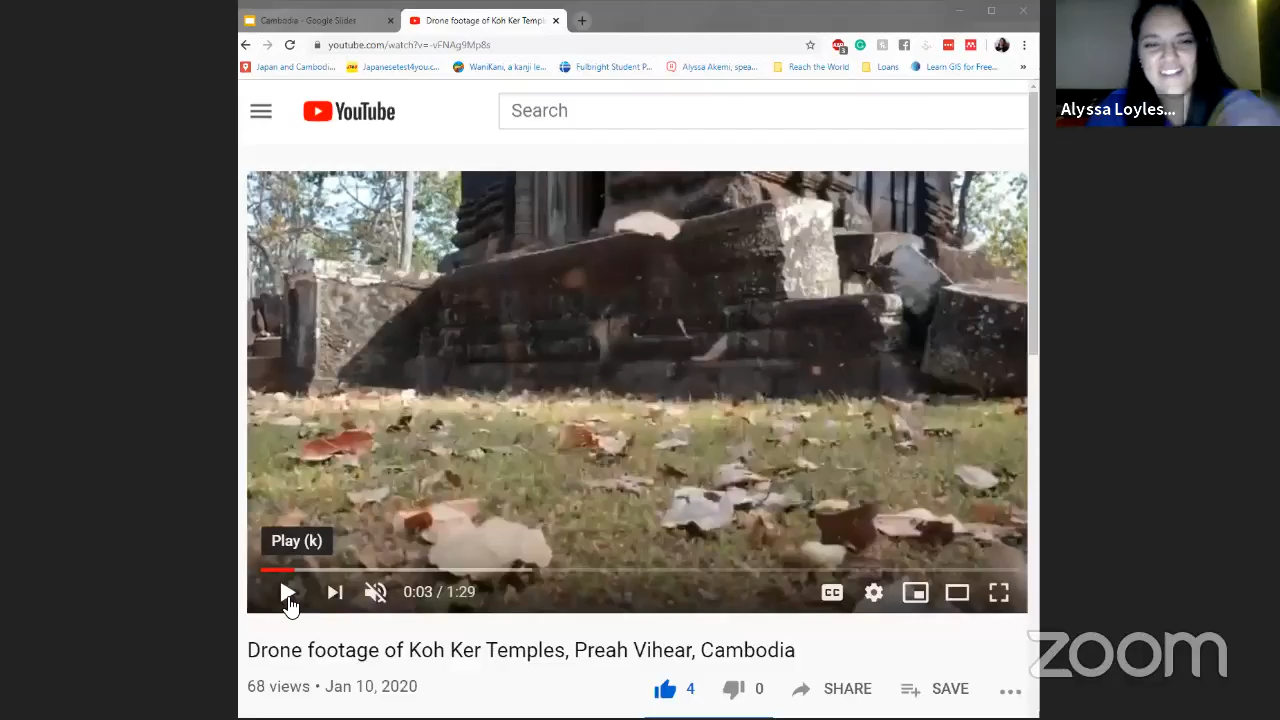 Cambodia - Google Slides
Drone footage of Koh Ker Templ
youtube.com/watch?v=-vFNAg9Mp8s
Japan and Cambodi...
Japanesetest4you.c...
WaniKani, a kanji le...
Fulbright Student P...
Alyssa Akemi, spea...
Reach the World
Loans
Learn GIS for Free...
»
YouTube
Search
Alyssa Loyles...
Play (k)
0:03 / 1:29
CC
Drone footage of Koh Ker Temples, Preah Vihear, Cambodia
68 views • Jan 10, 2020
4
0
SHARE
SAVE
zoom